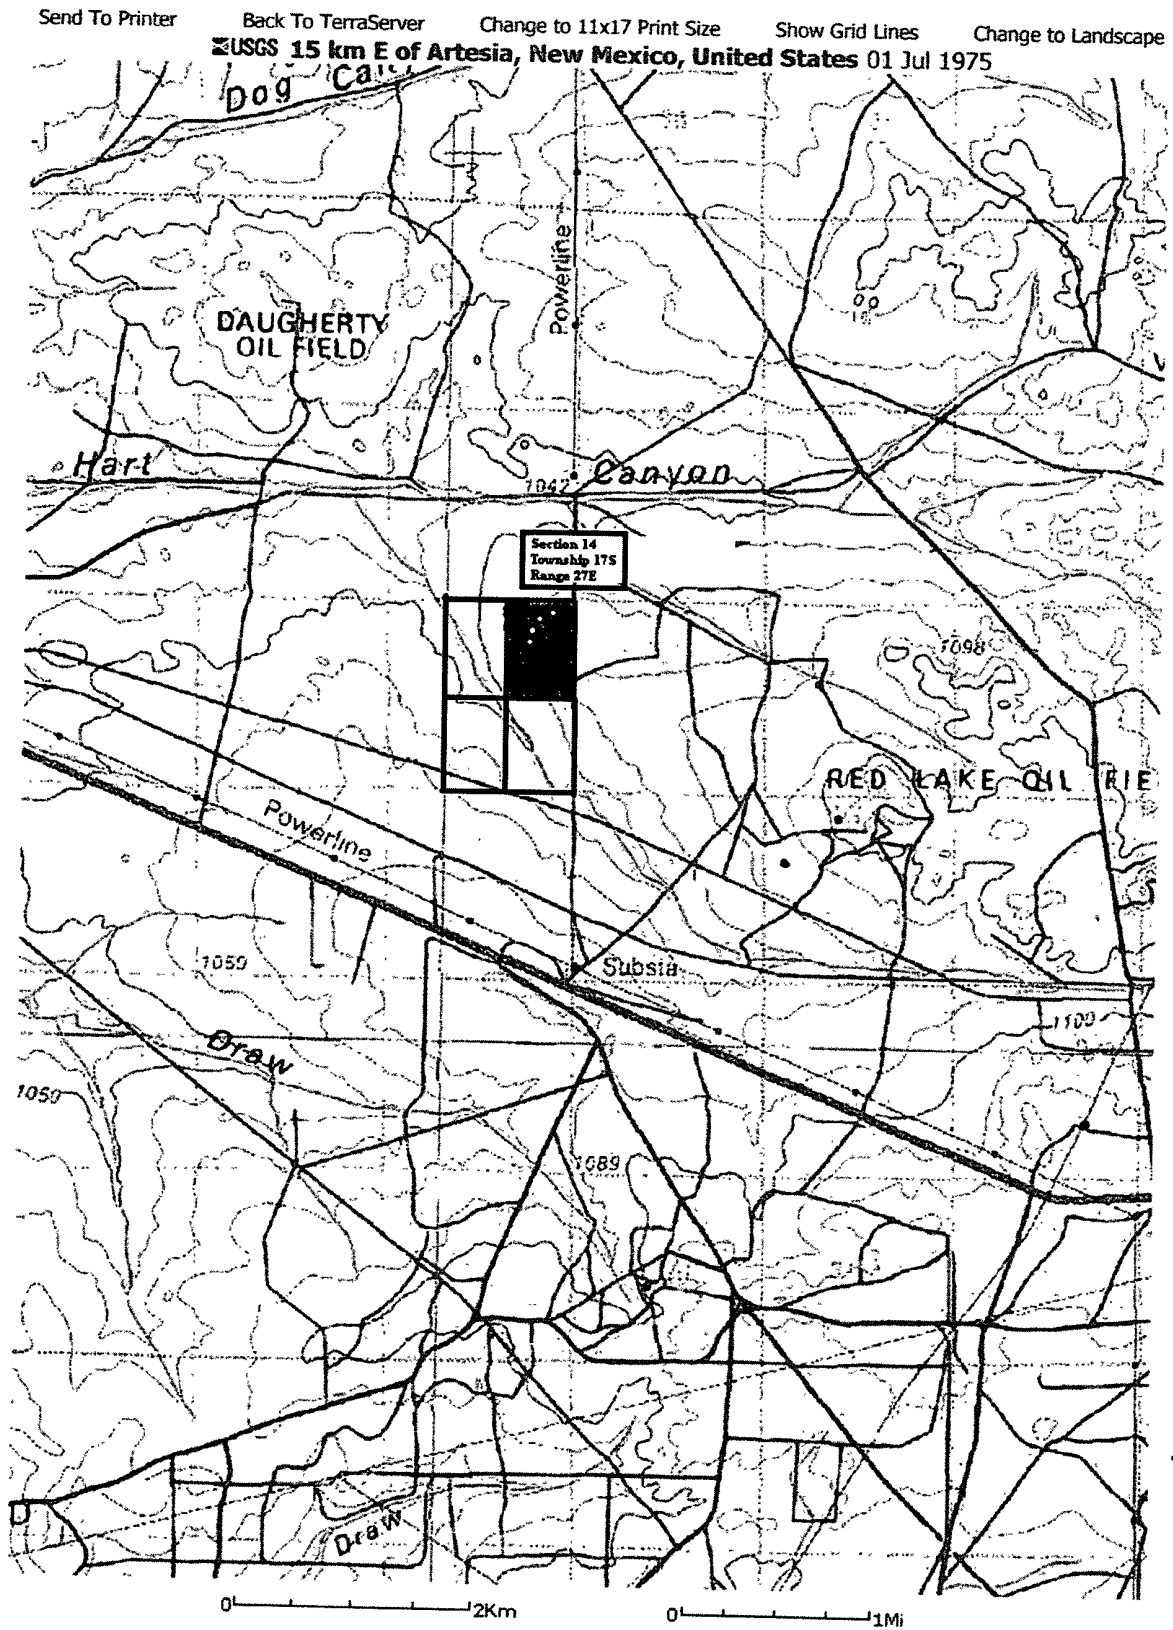 Send To Printer Back To TerraServer Change to 11x17 Print Size Show Grid Lines Change to Landscape
USGS 15 km E of Artesia, New Mexico, United States 01 Jul 1975
Dog
Powerline
DAUGHERTY
OIL FIELD
Hart Canyon
1042
Section 14
Township 17S
Range 27E
1098
RED LAKE OIL FIE
Powerline
1050
Substa
1100
Draw
1050
1089
D
Draw
0 2Km 0 1Mi